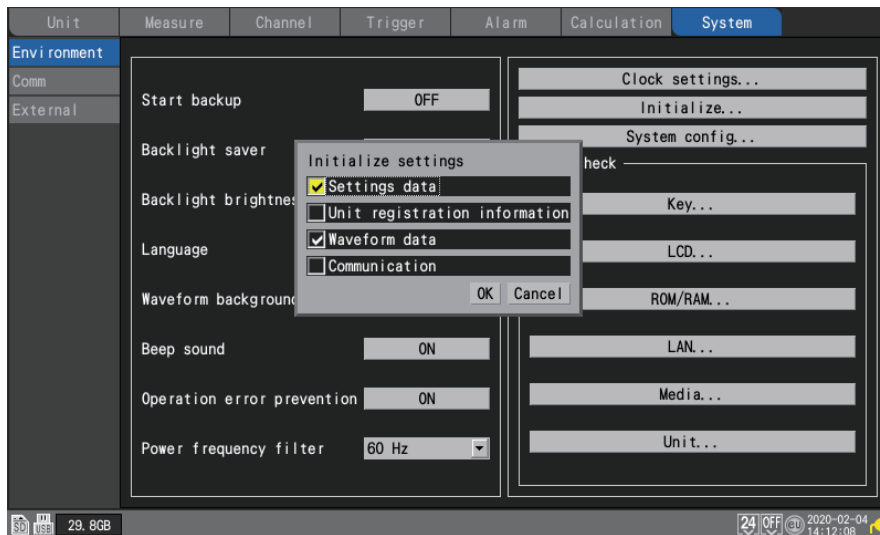 Unit Measure Channel Trigger Alarm Calculation System
Environment
Comm
External
Start backup OFF
Backlight saver
Backlight brightnes
Language
Waveform background
Beep sound ON
Operation error prevention ON
Power frequency filter 60 Hz
Initialize settings
Settings data
Unit registration information
Waveform data
Communication
OK Cancel
Clock settings...
Initialize...
System config...
heck
Key...
LCD...
ROM/RAM...
LAN...
Media...
Unit...
SD USB 29.8GB
24 OFF EU 2020-02-04
14:12:08